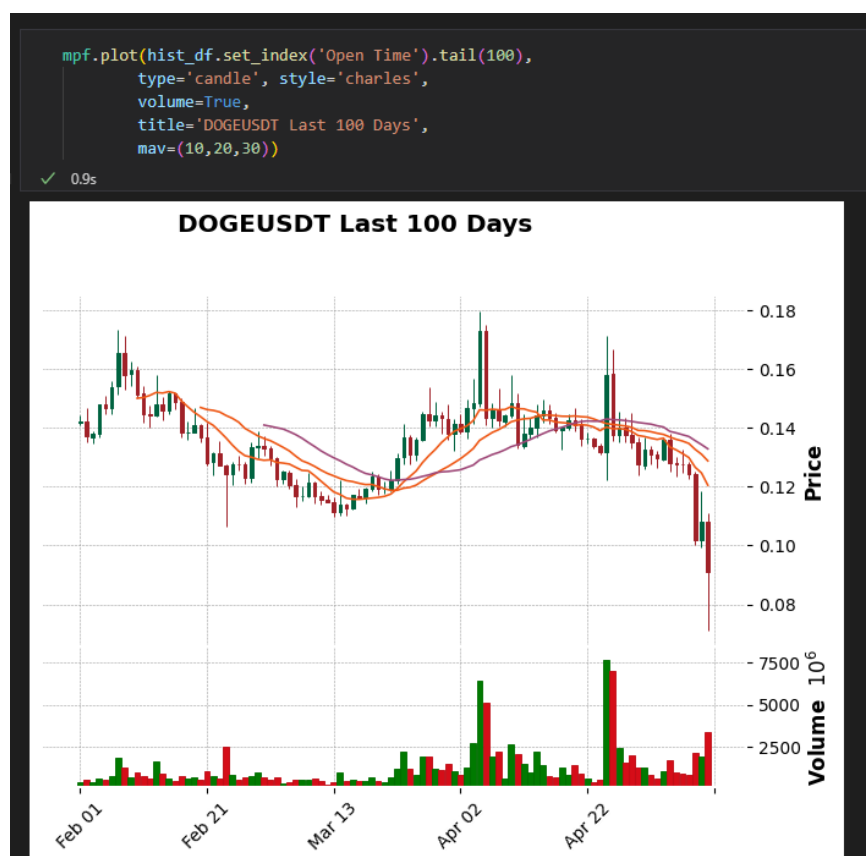 mpf.plot(hist_df.set_index('Open Time').tail(100),
type='candle', style='charles',
volume=True,
title='DOGEUSDT Last 100 Days',
mav=(10,20,30))
✓ 0.9s
DOGEUSDT Last 100 Days
0.18
0.16
0.14
0.12
0.10
0.08
Price
7500
5000
2500
Volume 10⁶
Feb 01
Feb 21
Mar 13
Apr 02
Apr 22